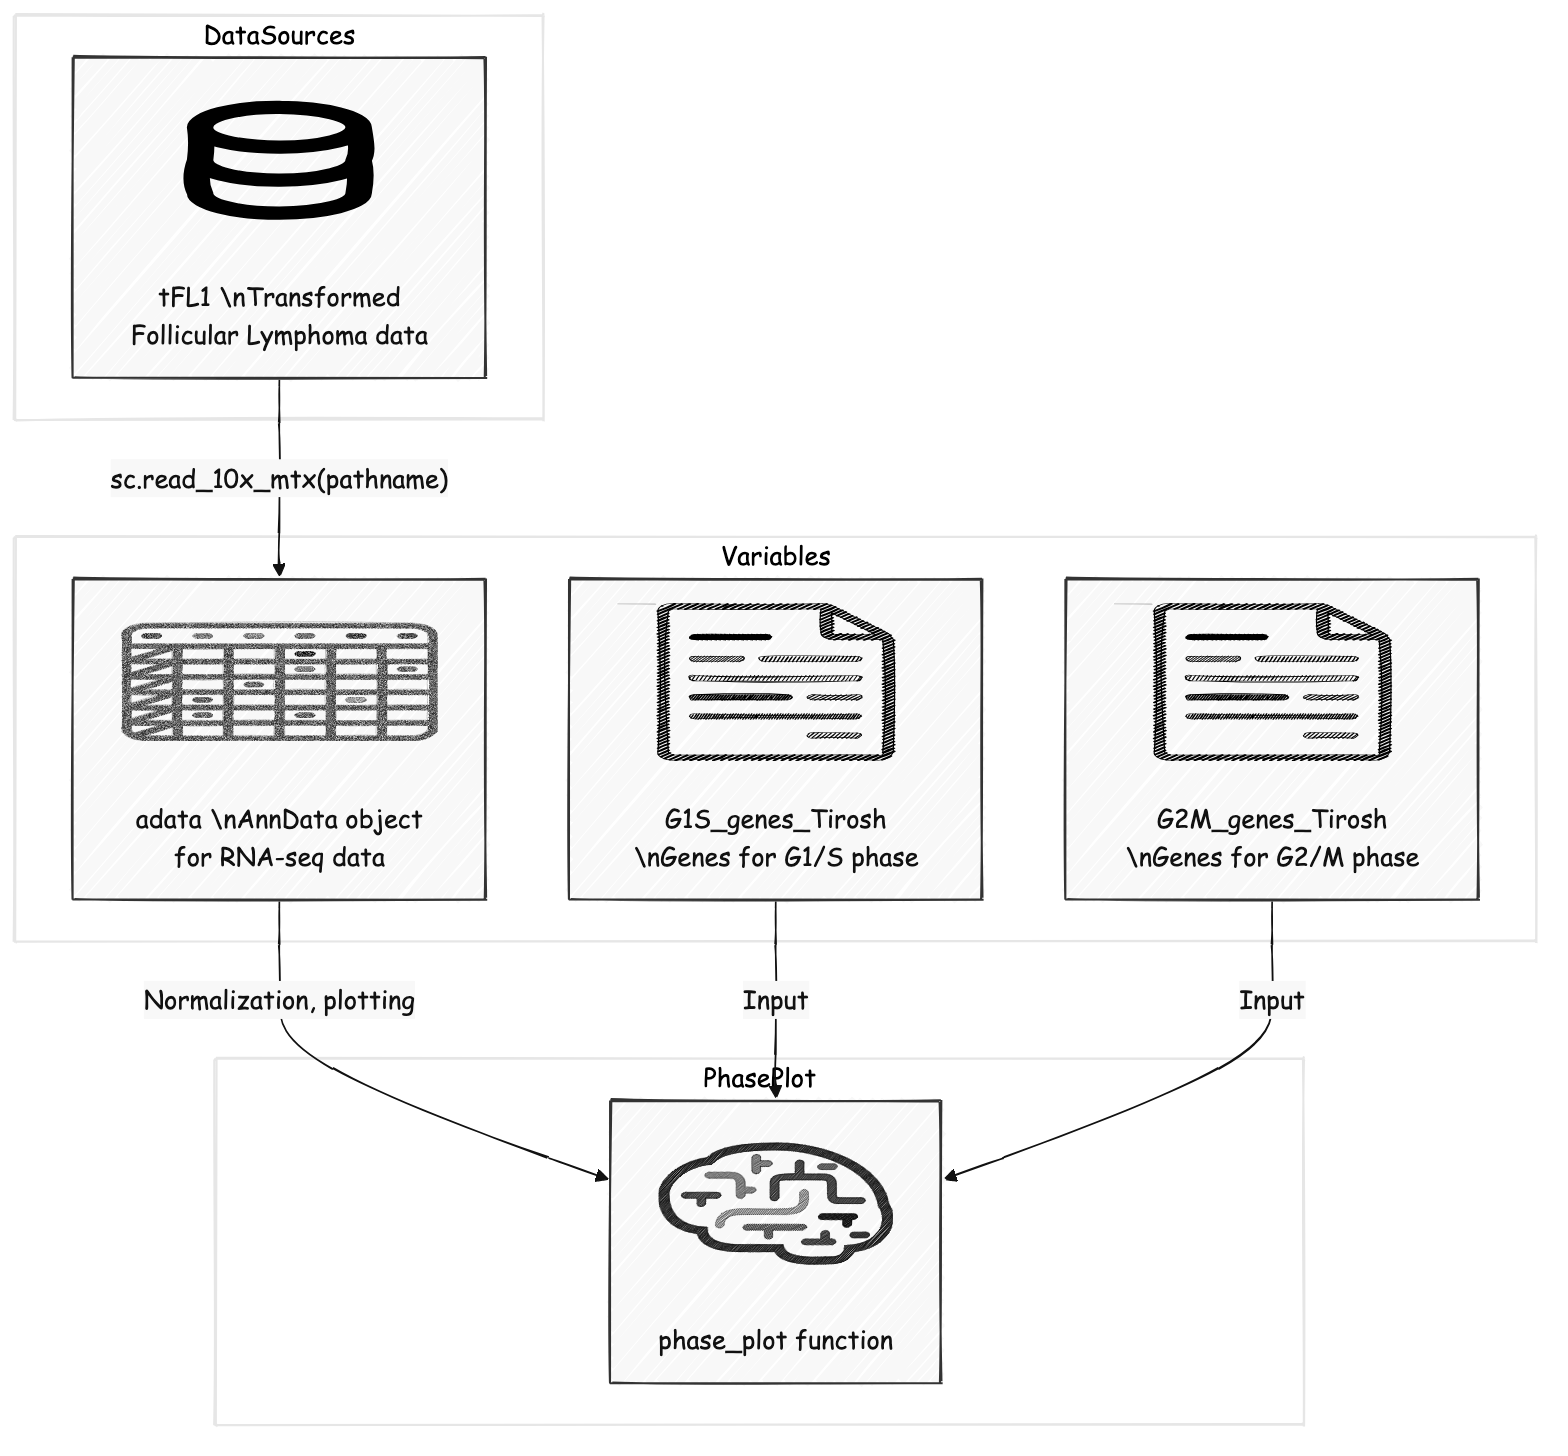 DataSources
tFL1 \nTransformed
Follicular Lymphoma data
sc.read_10x_mtx(pathname)
Variables
adata \nAnnData object
for RNA-seq data
G1S_genes_Tirosh
\nGenes for G1/S phase
G2M_genes_Tirosh
\nGenes for G2/M phase
Normalization, plotting
Input
Input
PhasePlot
phase_plot function